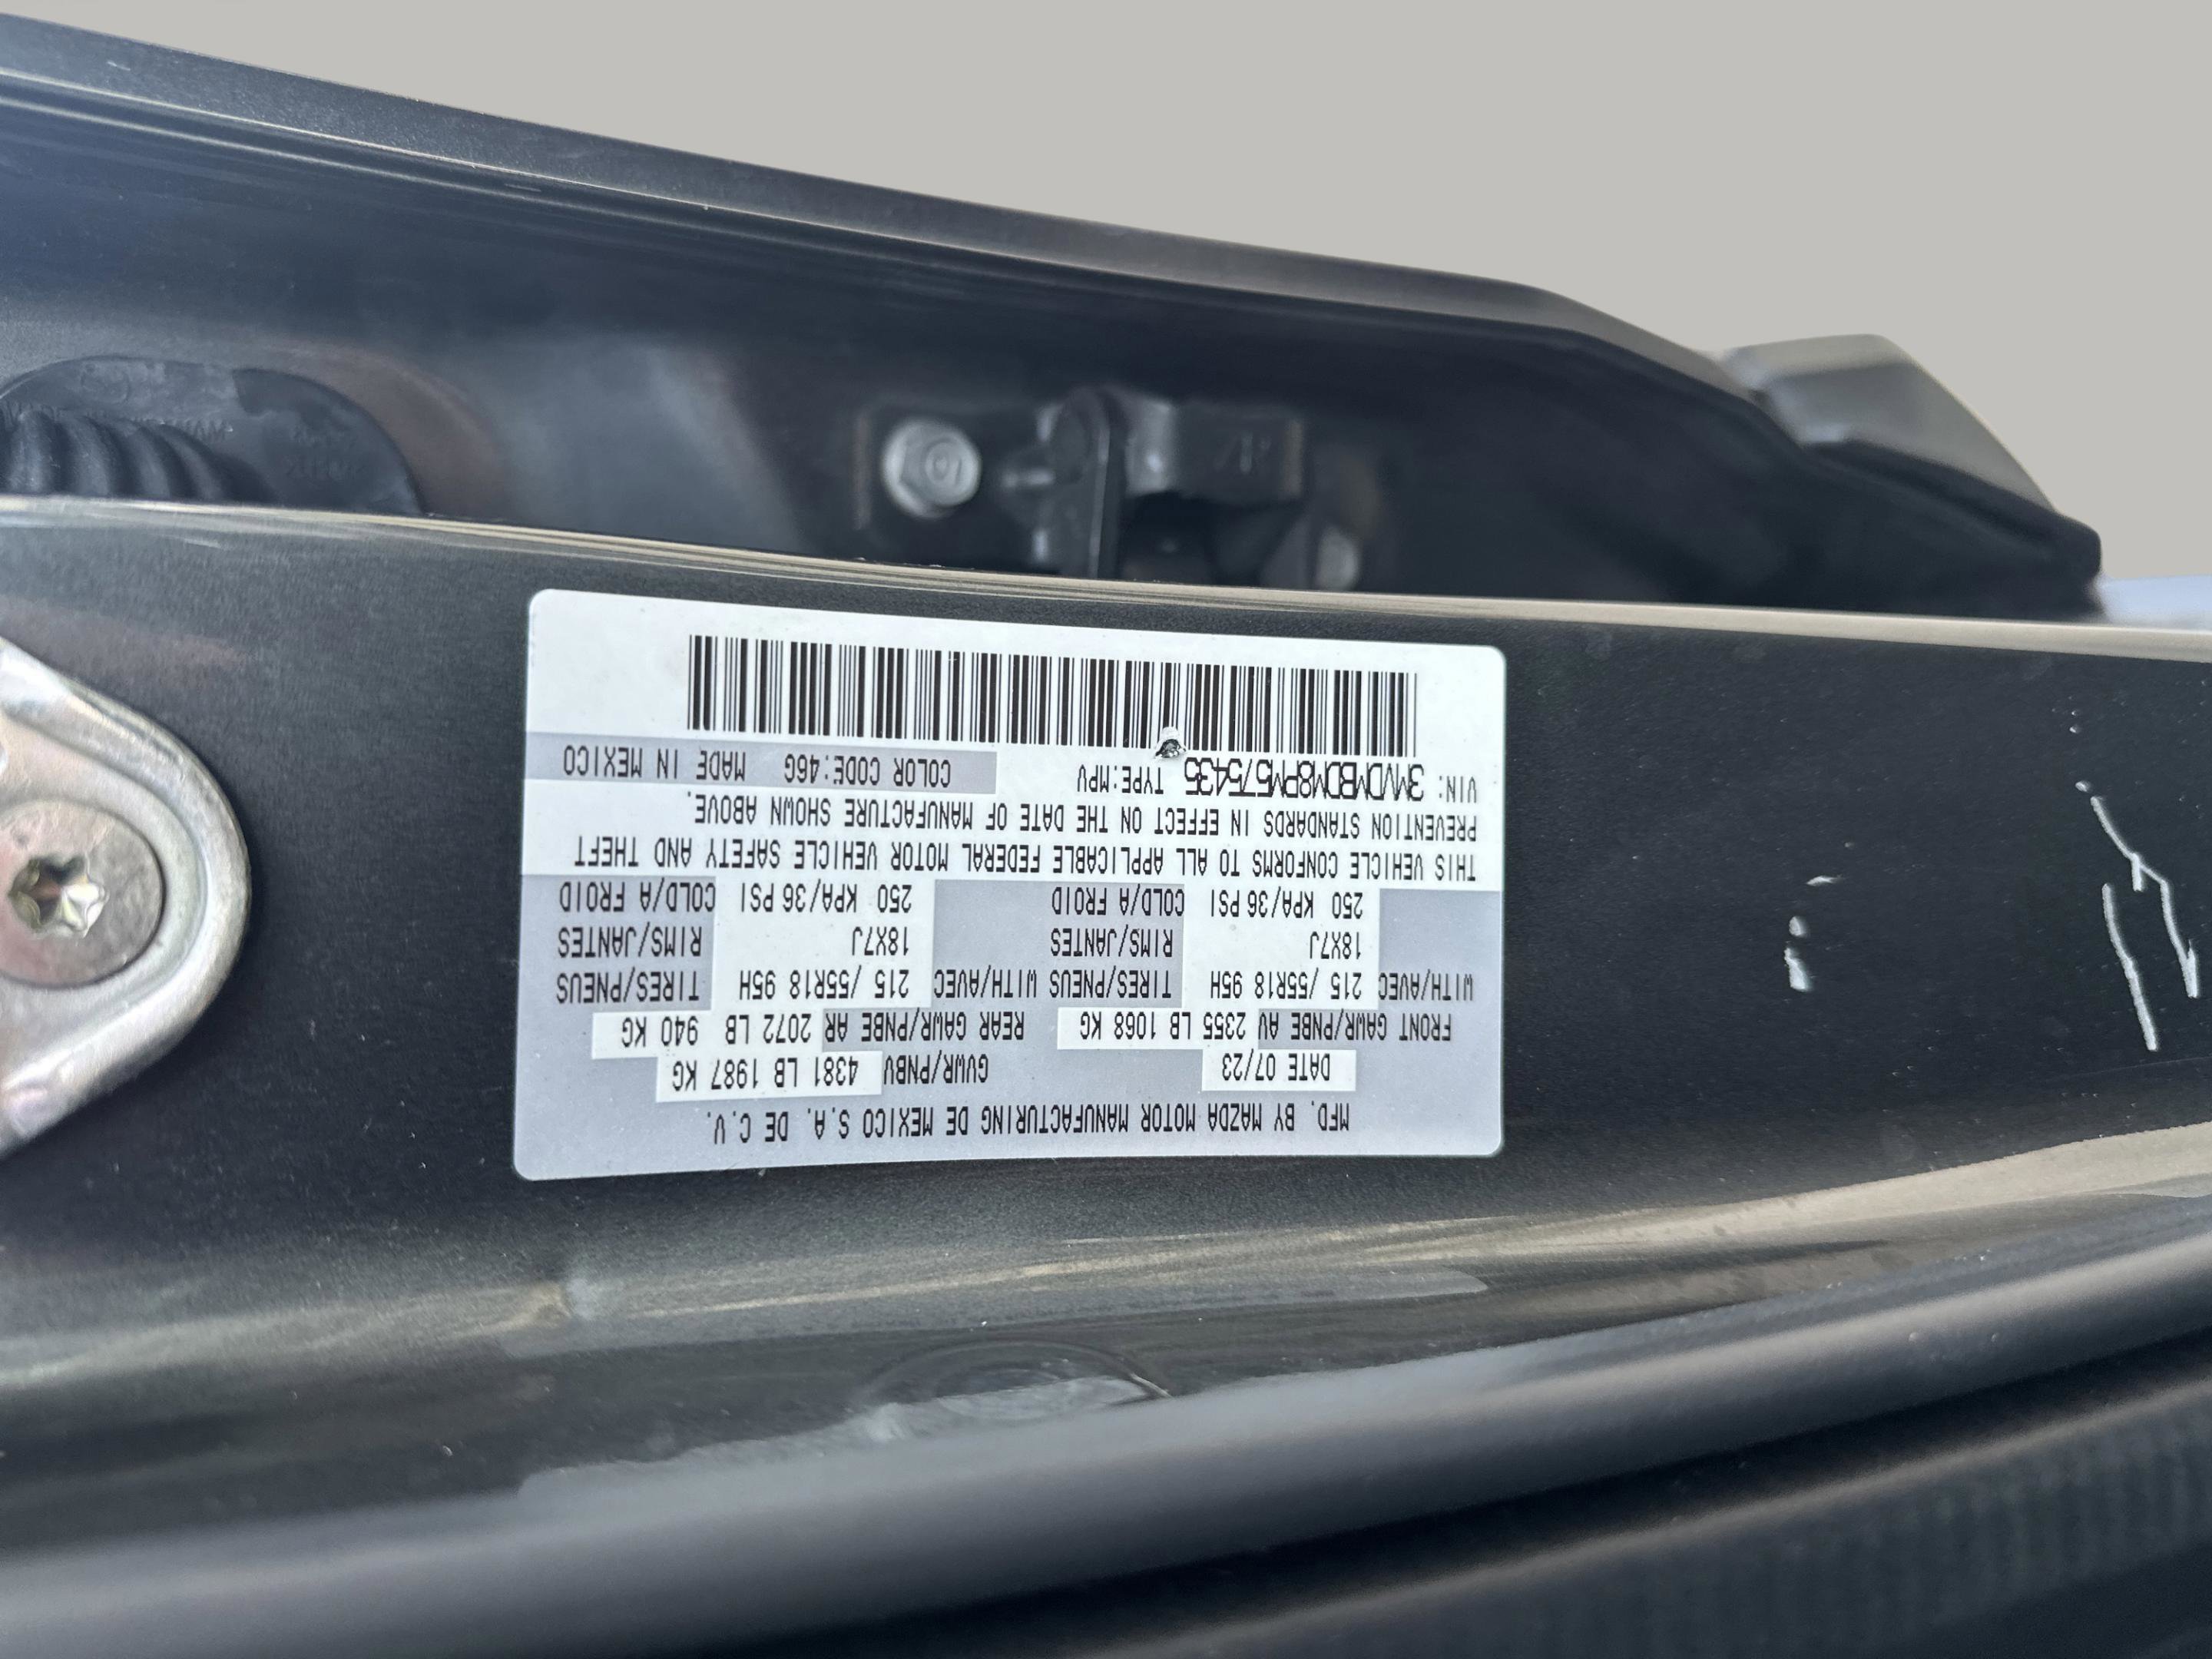 MFD. BY MAZDA MOTOR MANUFACTURING DE MEXICO S.A. DE C.V.
DATE 07/23 GVWR/PNBV 4381 LB 1987 KG
FRONT GAWR/PNBE AV 2355 LB 1068 KG REAR GAWR/PNBE AR 2072 LB 940 KG
WITH/AVEC 215 /55R18 95H TIRES/PNEUS WITH/AVEC 215 /55R18 95H TIRES/PNEUS
18X7J RIMS/JANTES 18X7J RIMS/JANTES
250 KPA/36 PSI COLD/A FROID 250 KPA/36 PSI COLD/A FROID
THIS VEHICLE CONFORMS TO ALL APPLICABLE FEDERAL MOTOR VEHICLE SAFETY AND THEFT
PREVENTION STANDARDS IN EFFECT ON THE DATE OF MANUFACTURE SHOWN ABOVE.
VIN: 3MVDMBDM8PM575435 TYPE:MPV COLOR CODE:46G MADE IN MEXICO